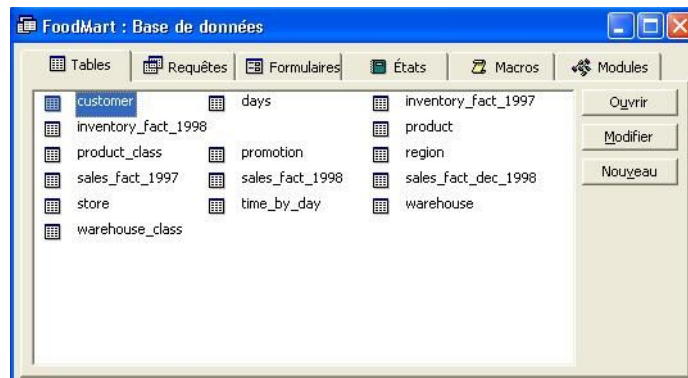 FoodMart : Base de données
Tables Requêtes Formulaires États Macros Modules
customer days inventory_fact_1997
inventory_fact_1998 product
product_class promotion region
sales_fact_1997 sales_fact_1998 sales_fact_dec_1998
store time_by_day warehouse
warehouse_class
Ouvrir
Modifier
Nouveau